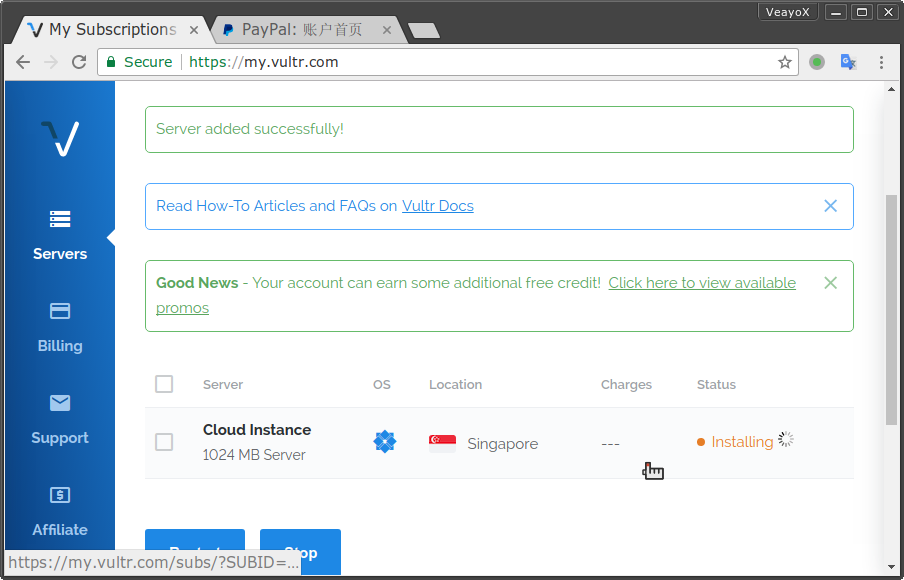 VeayoX
My Subscriptions
PayPal: 账户首页
Secure https://my.vultr.com
Server added successfully!
Read How-To Articles and FAQs on Vultr Docs
Good News - Your account can earn some additional free credit! Click here to view available
promos
Servers
Billing
Support
Affiliate
Server OS Location Charges Status
Cloud Instance
1024 MB Server
Singapore --- Installing
Restart Stop
https://my.vultr.com/subs/?SUBID=...